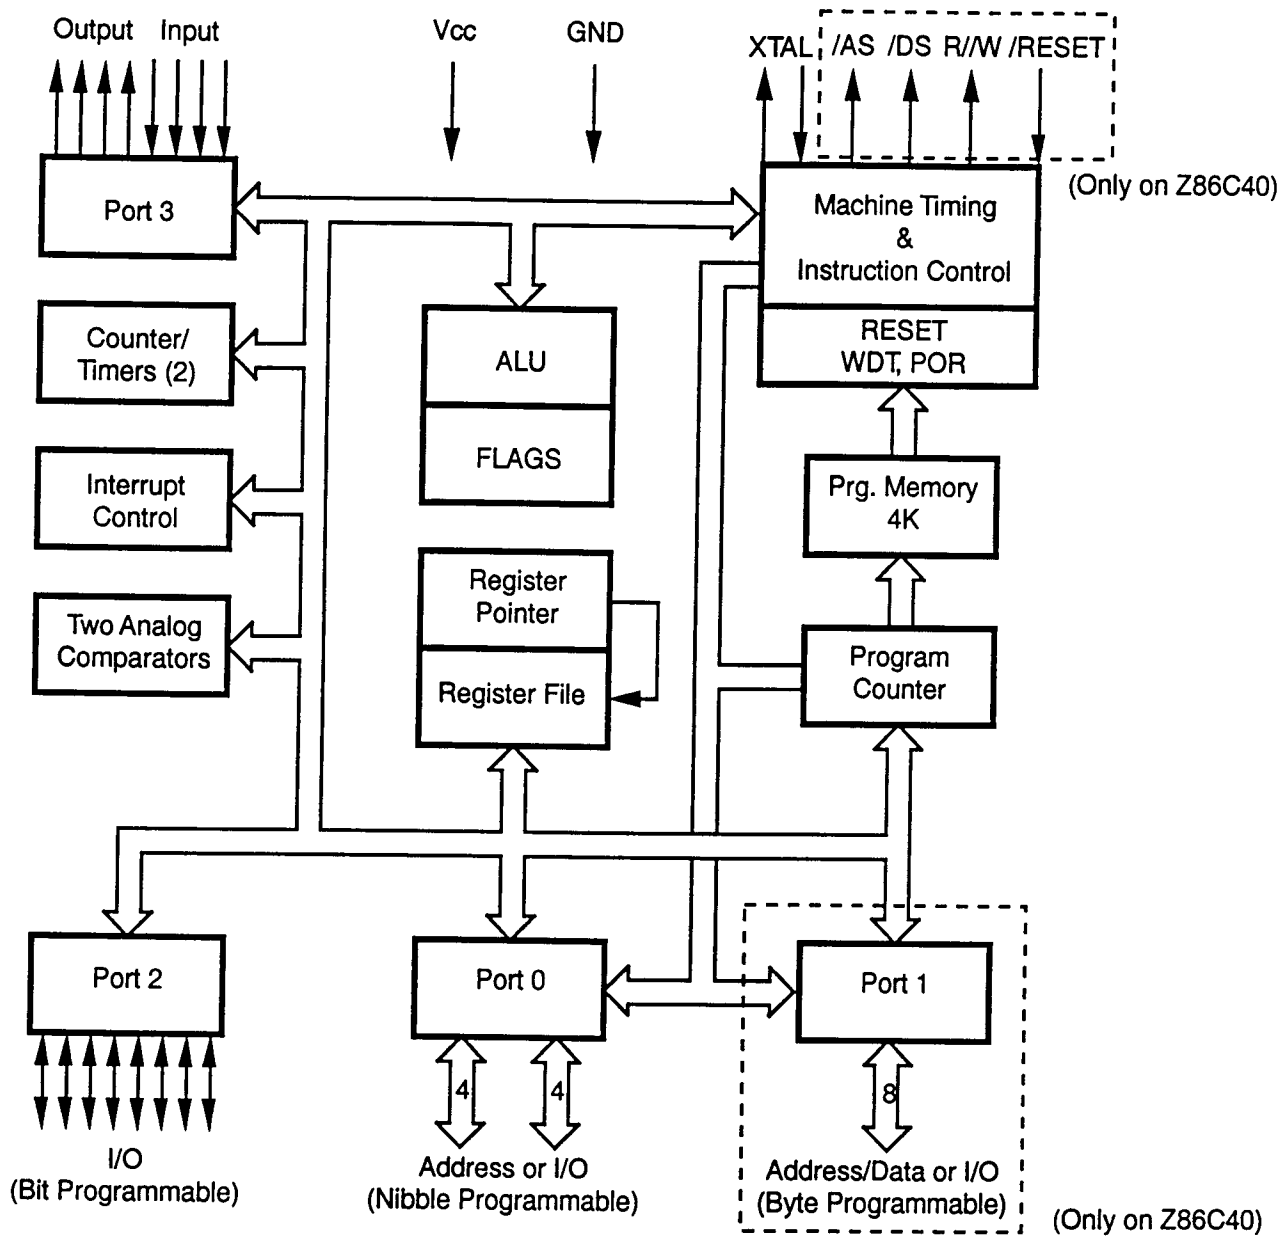 Output Input
Vcc
GND
XTAL /AS /DS R//W /RESET
(Only on Z86C40)
Port 3
Machine Timing
&
Instruction Control
RESET
WDT, POR
Counter/
Timers (2)
ALU
FLAGS
Interrupt
Control
Prg. Memory
4K
Two Analog
Comparators
Register
Pointer
Register File
Program
Counter
Port 2
Port 0
Port 1
4
4
8
I/O
(Bit Programmable)
Address or I/O
(Nibble Programmable)
Address/Data or I/O
(Byte Programmable)
(Only on Z86C40)